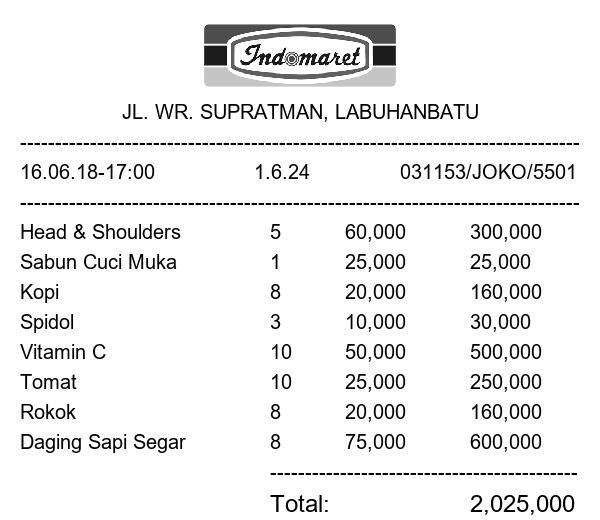 Indomaret
JL. WR. SUPRATMAN, LABUHANBATU
16.06.18-17:00 1.6.24 031153/JOKO/5501
Head & Shoulders 5 60,000 300,000
Sabun Cuci Muka 1 25,000 25,000
Kopi 8 20,000 160,000
Spidol 3 10,000 30,000
Vitamin C 10 50,000 500,000
Tomat 10 25,000 250,000
Rokok 8 20,000 160,000
Daging Sapi Segar 8 75,000 600,000
Total: 2,025,000